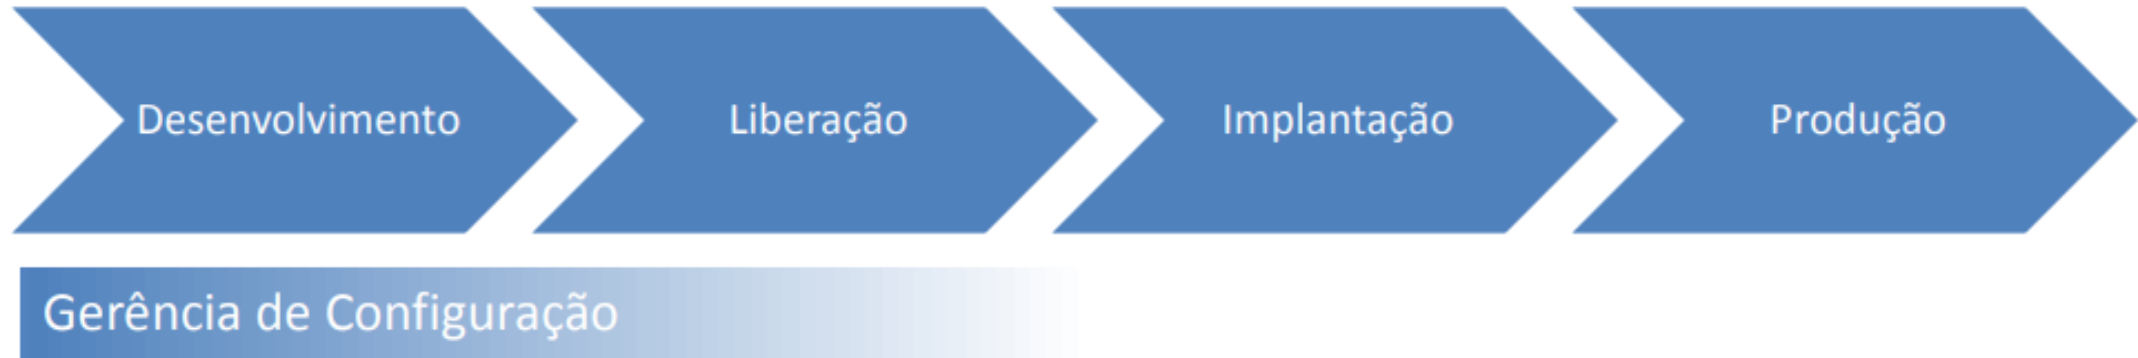 Desenvolvimento
Liberação
Implantação
Produção
Gerência de Configuração